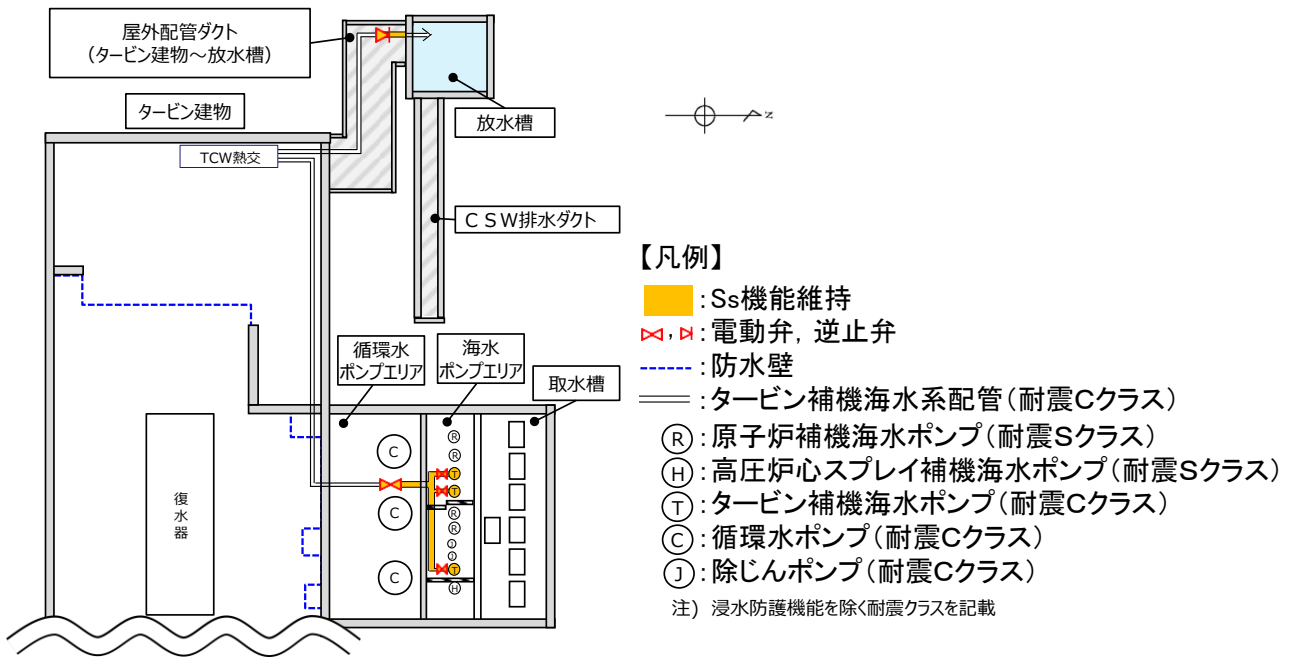 屋外配管ダクト
(タービン建物～放水槽)
タービン建物
放水槽
N
TCW熱交
CSW排水ダクト
循環水
ポンプエリア
海水
ポンプエリア
取水槽
復水器
C
C
C
R
R
T
T
R
R
J
J
T
H
【凡例】
:Ss機能維持
,:電動弁, 逆止弁
:防水壁
:タービン補機海水系配管(耐震Cクラス)
R:原子炉補機海水ポンプ(耐震Sクラス)
H:高圧炉心スプレイ補機海水ポンプ(耐震Sクラス)
T:タービン補機海水ポンプ(耐震Cクラス)
C:循環水ポンプ(耐震Cクラス)
J:除じんポンプ(耐震Cクラス)
注) 浸水防護機能を除く耐震クラスを記載